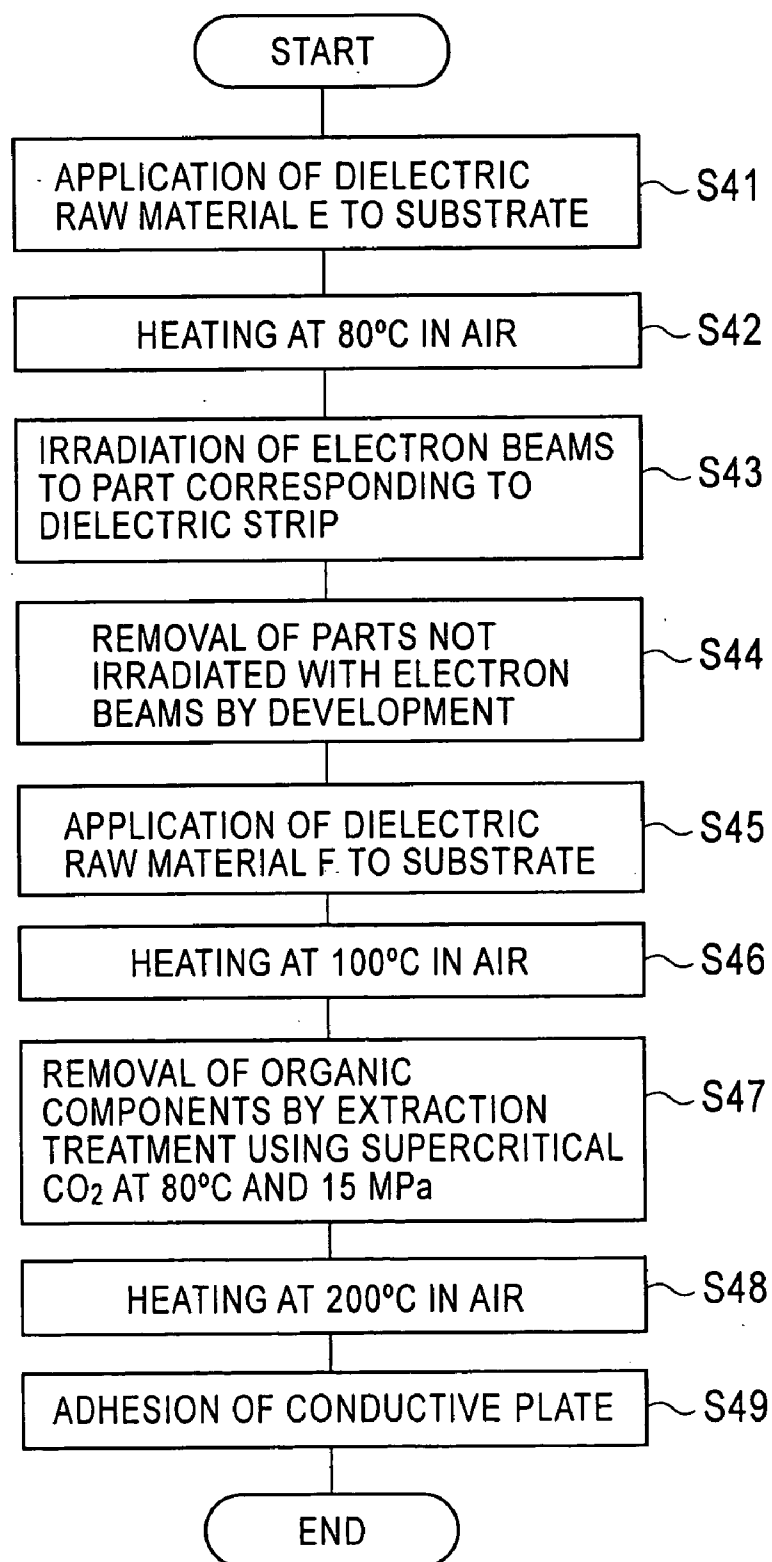 START
APPLICATION OF DIELECTRIC
RAW MATERIAL E TO SUBSTRATE
S41
HEATING AT 80ºC IN AIR
S42
IRRADIATION OF ELECTRON BEAMS
TO PART CORRESPONDING TO
DIELECTRIC STRIP
S43
REMOVAL OF PARTS NOT
IRRADIATED WITH ELECTRON
BEAMS BY DEVELOPMENT
S44
APPLICATION OF DIELECTRIC
RAW MATERIAL F TO SUBSTRATE
S45
HEATING AT 100ºC IN AIR
S46
REMOVAL OF ORGANIC
COMPONENTS BY EXTRACTION
TREATMENT USING SUPERCRITICAL
CO₂ AT 80ºC AND 15 MPa
S47
HEATING AT 200ºC IN AIR
S48
ADHESION OF CONDUCTIVE PLATE
S49
END